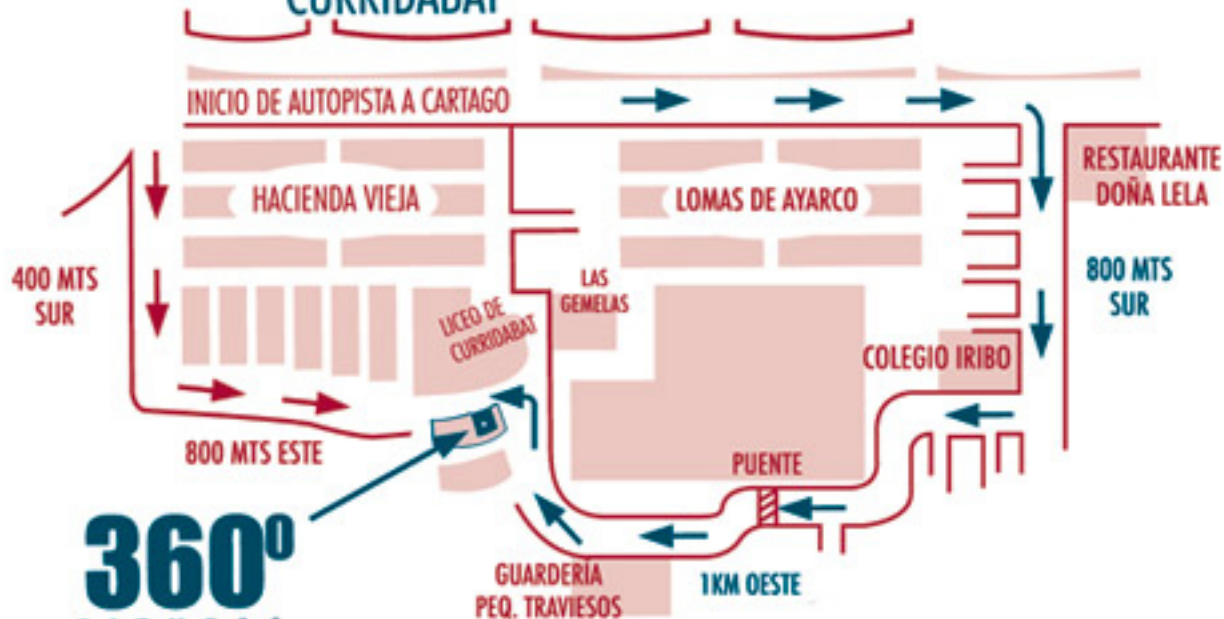 CURRIDABAT
INICIO DE AUTOPISTA A CARTAGO
RESTAURANTE
DOÑA LELA
HACIENDA VIEJA
LOMAS DE AYARCO
400 MTS
SUR
LAS
GEMELAS
800 MTS
SUR
LICEO DE
CURRIDABAT
COLEGIO IRIBO
800 MTS ESTE
PUENTE
360º
GUARDERÍA
PEQ. TRAVIESOS
1KM OESTE